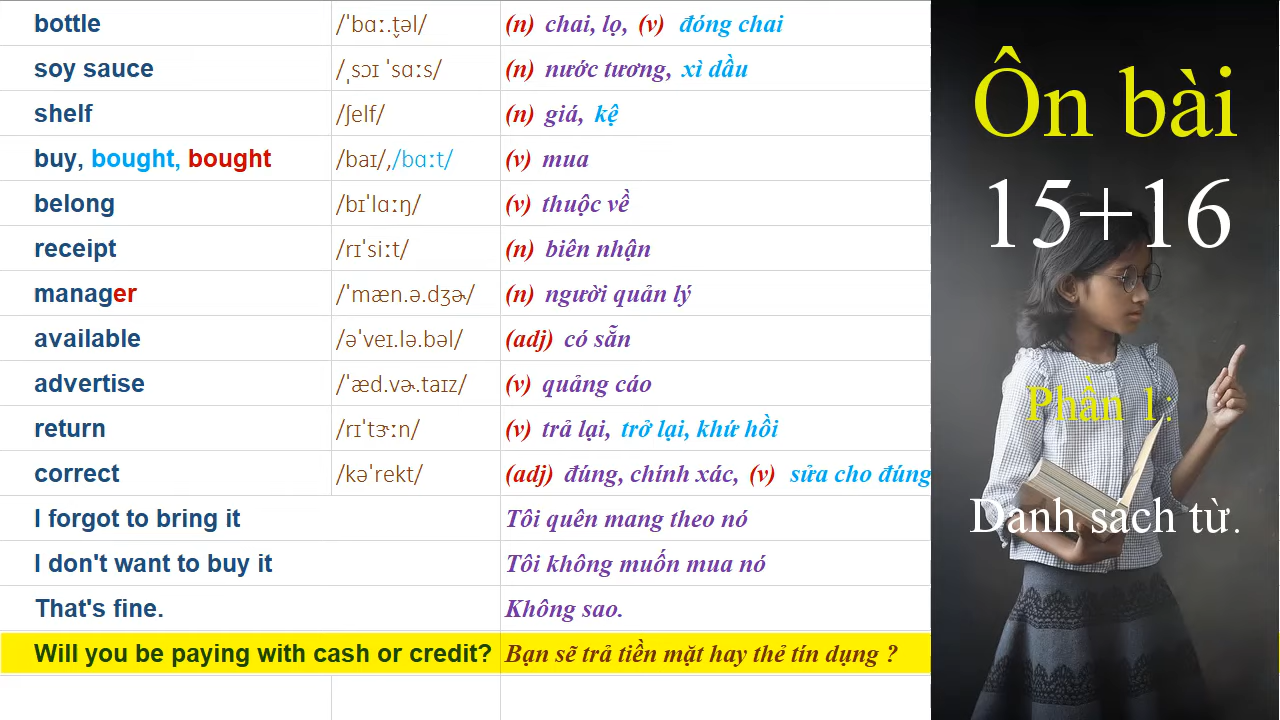 bottle /ˈbɑː.t̬əl/ (n) chai, lọ, (v) đóng chai
soy sauce /ˌsɔɪ ˈsɑːs/ (n) nước tương, xì dầu
shelf /ʃelf/ (n) giá, kệ
buy, bought, bought /baɪ/,/bɑːt/ (v) mua
belong /bɪˈlɑːŋ/ (v) thuộc về
receipt /rɪˈsiːt/ (n) biên nhận
manager /ˈmæn.ə.dʒɚ/ (n) người quản lý
available /əˈveɪ.lə.bəl/ (adj) có sẵn
advertise /ˈæd.vɚ.taɪz/ (v) quảng cáo
return /rɪˈtɝːn/ (v) trả lại, trở lại, khứ hồi
correct /kəˈrekt/ (adj) đúng, chính xác, (v) sửa cho đúng
I forgot to bring it Tôi quên mang theo nó
I don't want to buy it Tôi không muốn mua nó
That's fine. Không sao.
Will you be paying with cash or credit? Bạn sẽ trả tiền mặt hay thẻ tín dụng ?
Ôn bài
15+16
Phần 1:
Danh sách từ.